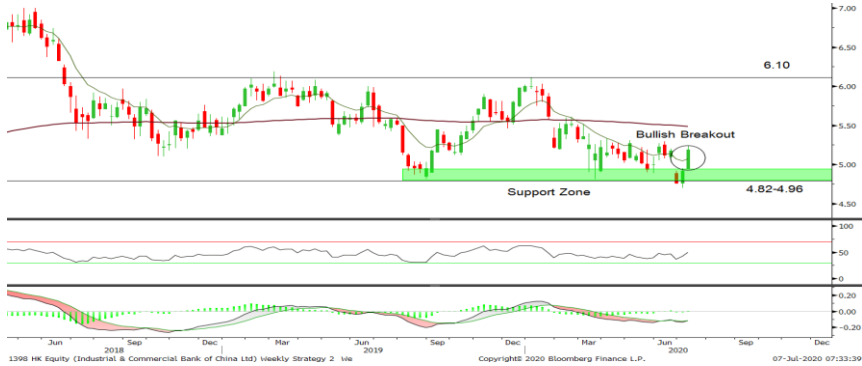 7.00
6.50
6.10
6.00
5.50
Bullish Breakout
5.00
Support Zone
4.82-4.96
4.50
100
50
0
0.20
0.00
-0.20
Jun Sep Dec Mar Jun Sep Dec Mar Jun Sep Dec
2018 2019 2020
1398 HK Equity (Industrial & Commercial Bank of China Ltd) Weekly Strategy 2 We Copyright© 2020 Bloomberg Finance L.P. 07-Jul-2020 07:33:39